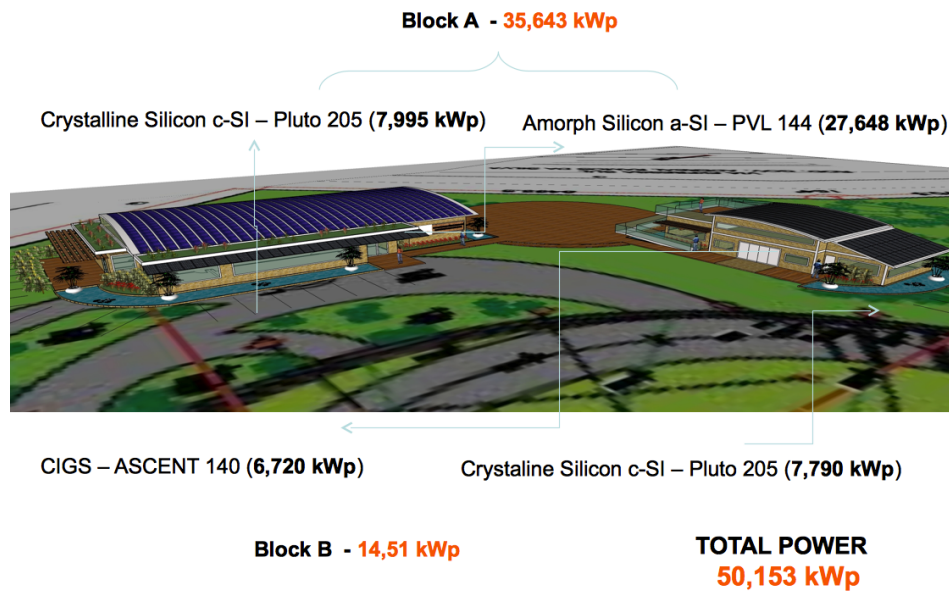 Block A - 35,643 kWp
Crystalline Silicon c-SI – Pluto 205 (7,995 kWp)
Amorph Silicon a-SI – PVL 144 (27,648 kWp)
CIGS – ASCENT 140 (6,720 kWp)
Crystaline Silicon c-SI – Pluto 205 (7,790 kWp)
Block B - 14,51 kWp
TOTAL POWER
50,153 kWp